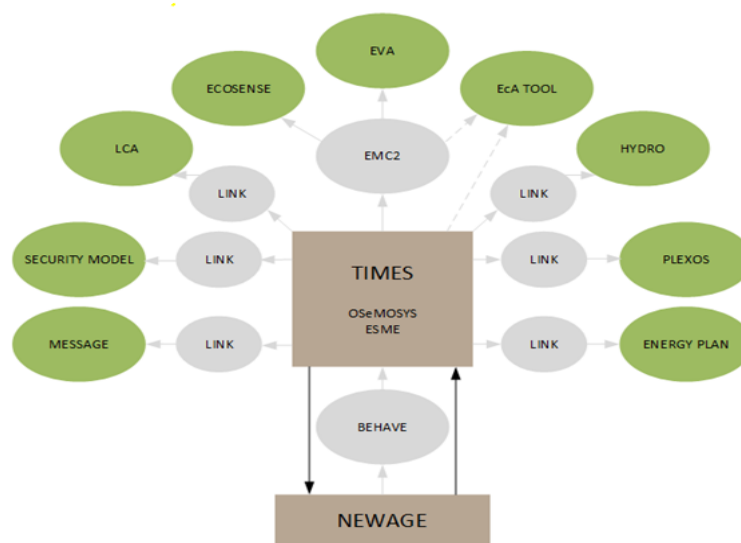 EVA
ECOSENSE
EcA TOOL
LCA
EMC2
HYDRO
LINK
LINK
TIMES
SECURITY MODEL
LINK
LINK
PLEXOS
OSeMOSYS
ESME
MESSAGE
LINK
LINK
ENERGY PLAN
BEHAVE
NEWAGE